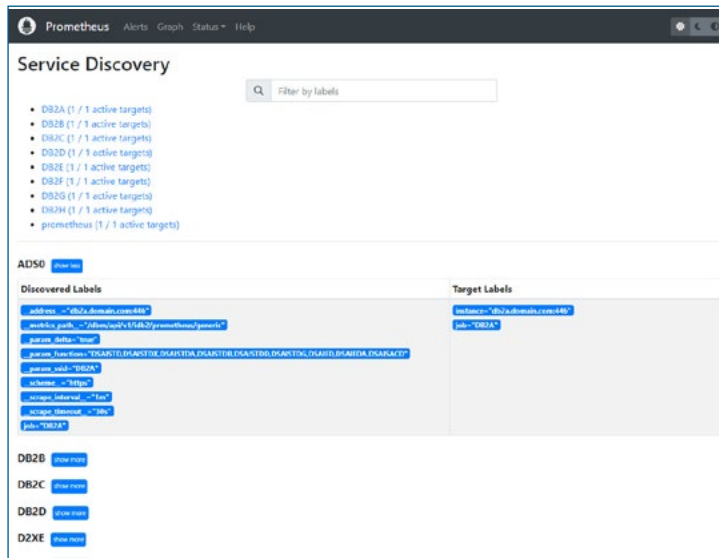 Prometheus Alerts Graph Status Help
Service Discovery
Filter by labels
DB2A (1 / 1 active targets)
DB2B (1 / 1 active targets)
DB2C (1 / 1 active targets)
DB2D (1 / 1 active targets)
DB2E (1 / 1 active targets)
DB2F (1 / 1 active targets)
DB2G (1 / 1 active targets)
DB2H (1 / 1 active targets)
prometheus (1 / 1 active targets)
ADS0 show less
Discovered Labels Target Labels
__address__="db2a.domain.com:446" instance="db2a.domain.com:446"
__metrics_path__="/dbm/api/v1/idb2/prometheus/generic" job="DB2A"
__param_delta="true"
__param_ssid="DB2A"
__scheme__="https"
__scrape_interval__="1m"
__scrape_timeout__="30s"
job="DB2A"
DB2B show more
DB2C show more
DB2D show more
D2XE show more